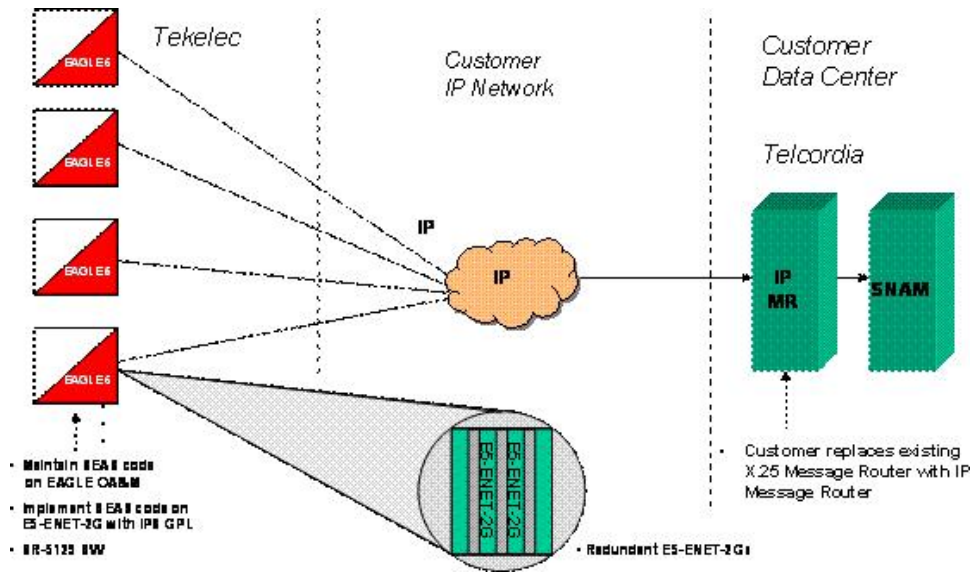 Tekelec
Customer
IP Network
Customer
Data Center
Telcordia
EAGLE5
EAGLE5
EAGLE5
EAGLE5
IP
IP
IP
MR
SNAM
• Maintain SEAS code
on EAGLE OA&M
• Implement SEAS code on
E5-ENET-2G with IPS GPL
• SW
E5-ENET-2G
E5-ENET-2G
• Redundant E5-ENET-2Gs
• Customer replaces existing
X.25 Message Router with IP
Message Router